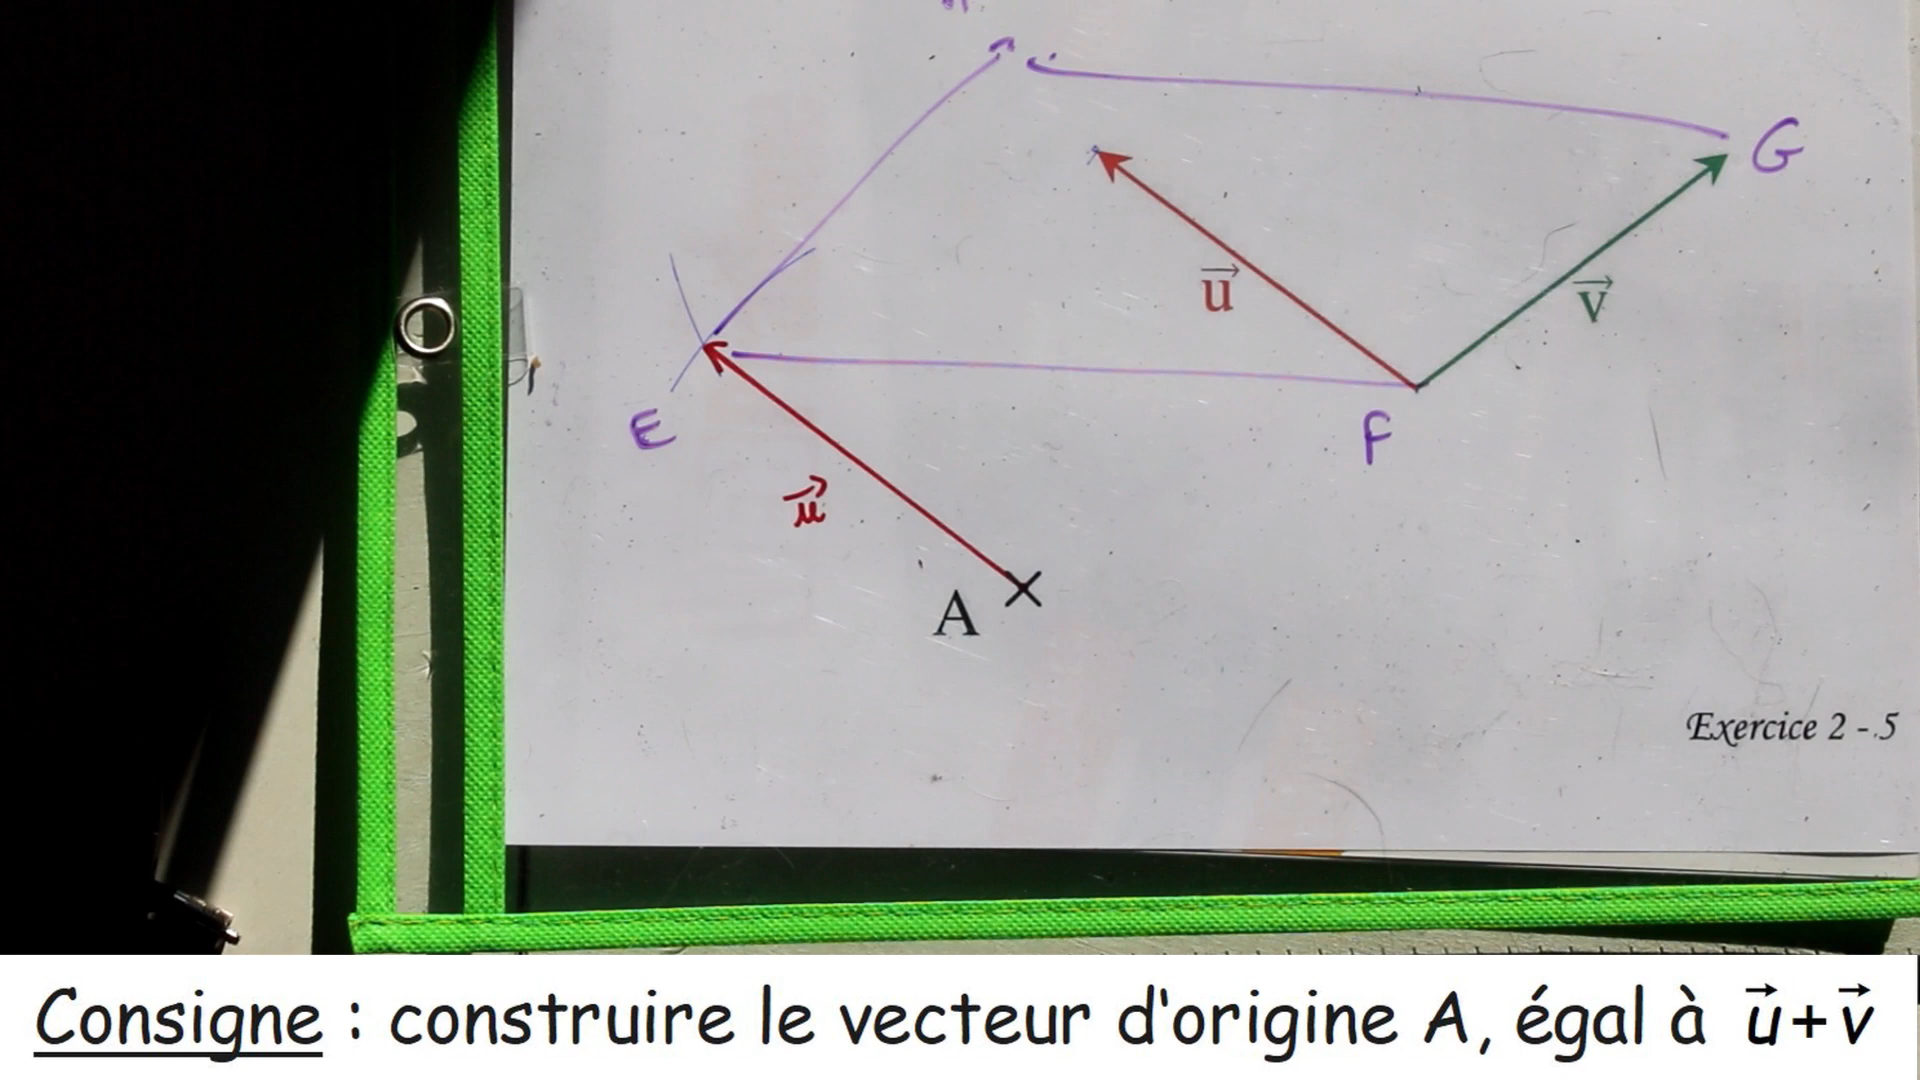 G
u
v
E
F
u
A
Exercice 2 - 5
Consigne : construire le vecteur d'origine A, égal à u+v